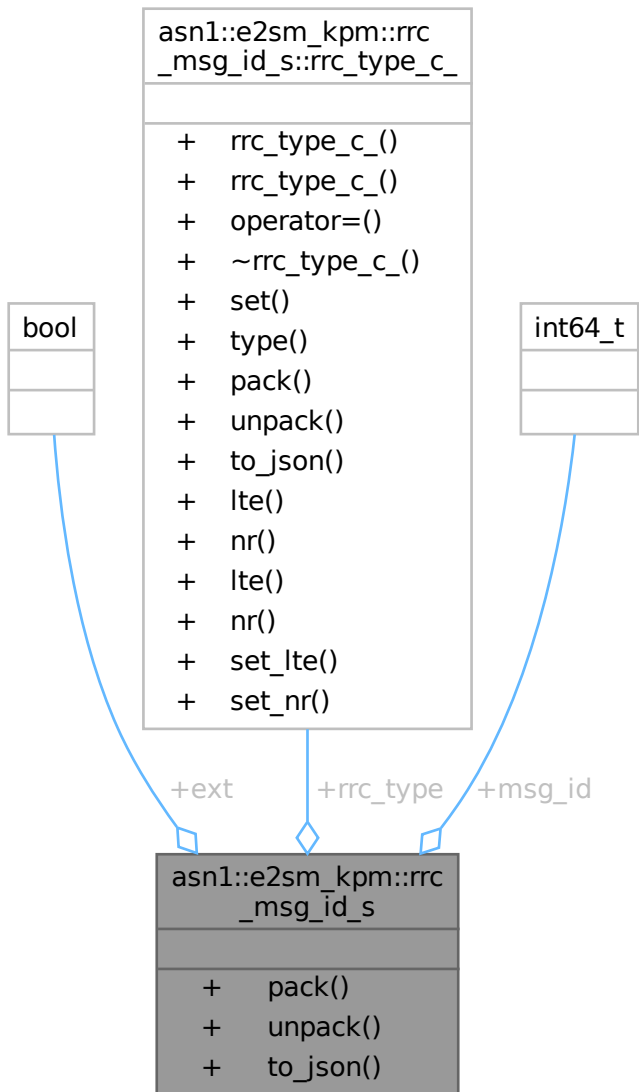 asn1::e2sm_kpm::rrc
_msg_id_s::rrc_type_c_
+ rrc_type_c_()
+ rrc_type_c_()
+ operator=()
+ ~rrc_type_c_()
+ set()
+ type()
+ pack()
+ unpack()
+ to_json()
+ lte()
+ nr()
+ lte()
+ nr()
+ set_lte()
+ set_nr()
bool
int64_t
+ext
+rrc_type
+msg_id
asn1::e2sm_kpm::rrc
_msg_id_s
+ pack()
+ unpack()
+ to_json()